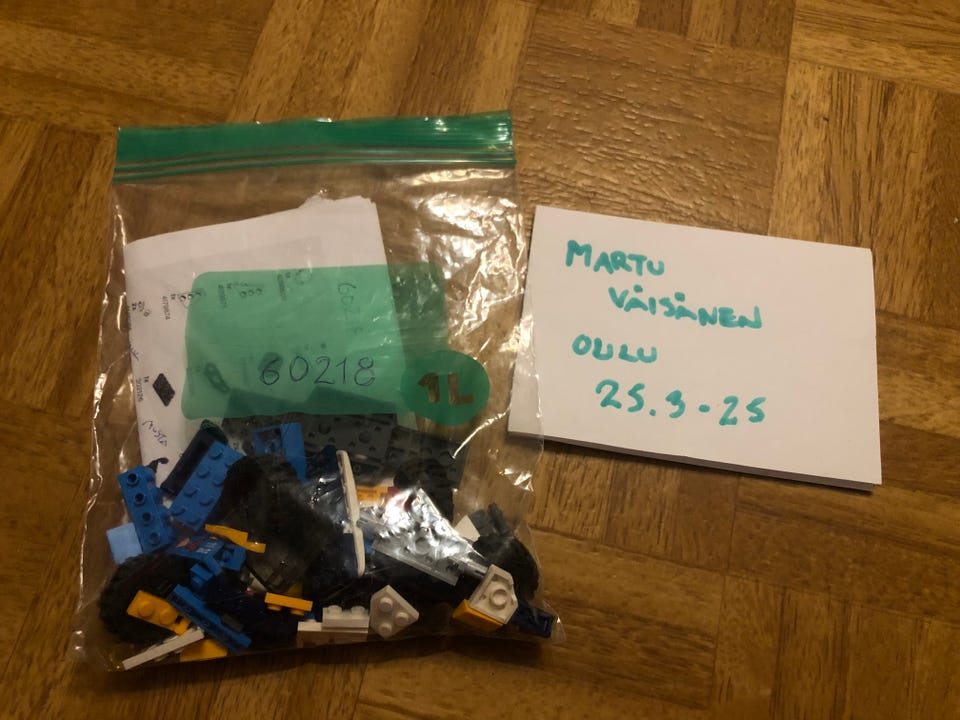 60218
1L
MARTU
VÄISÄNEN
OULU
25.3-25